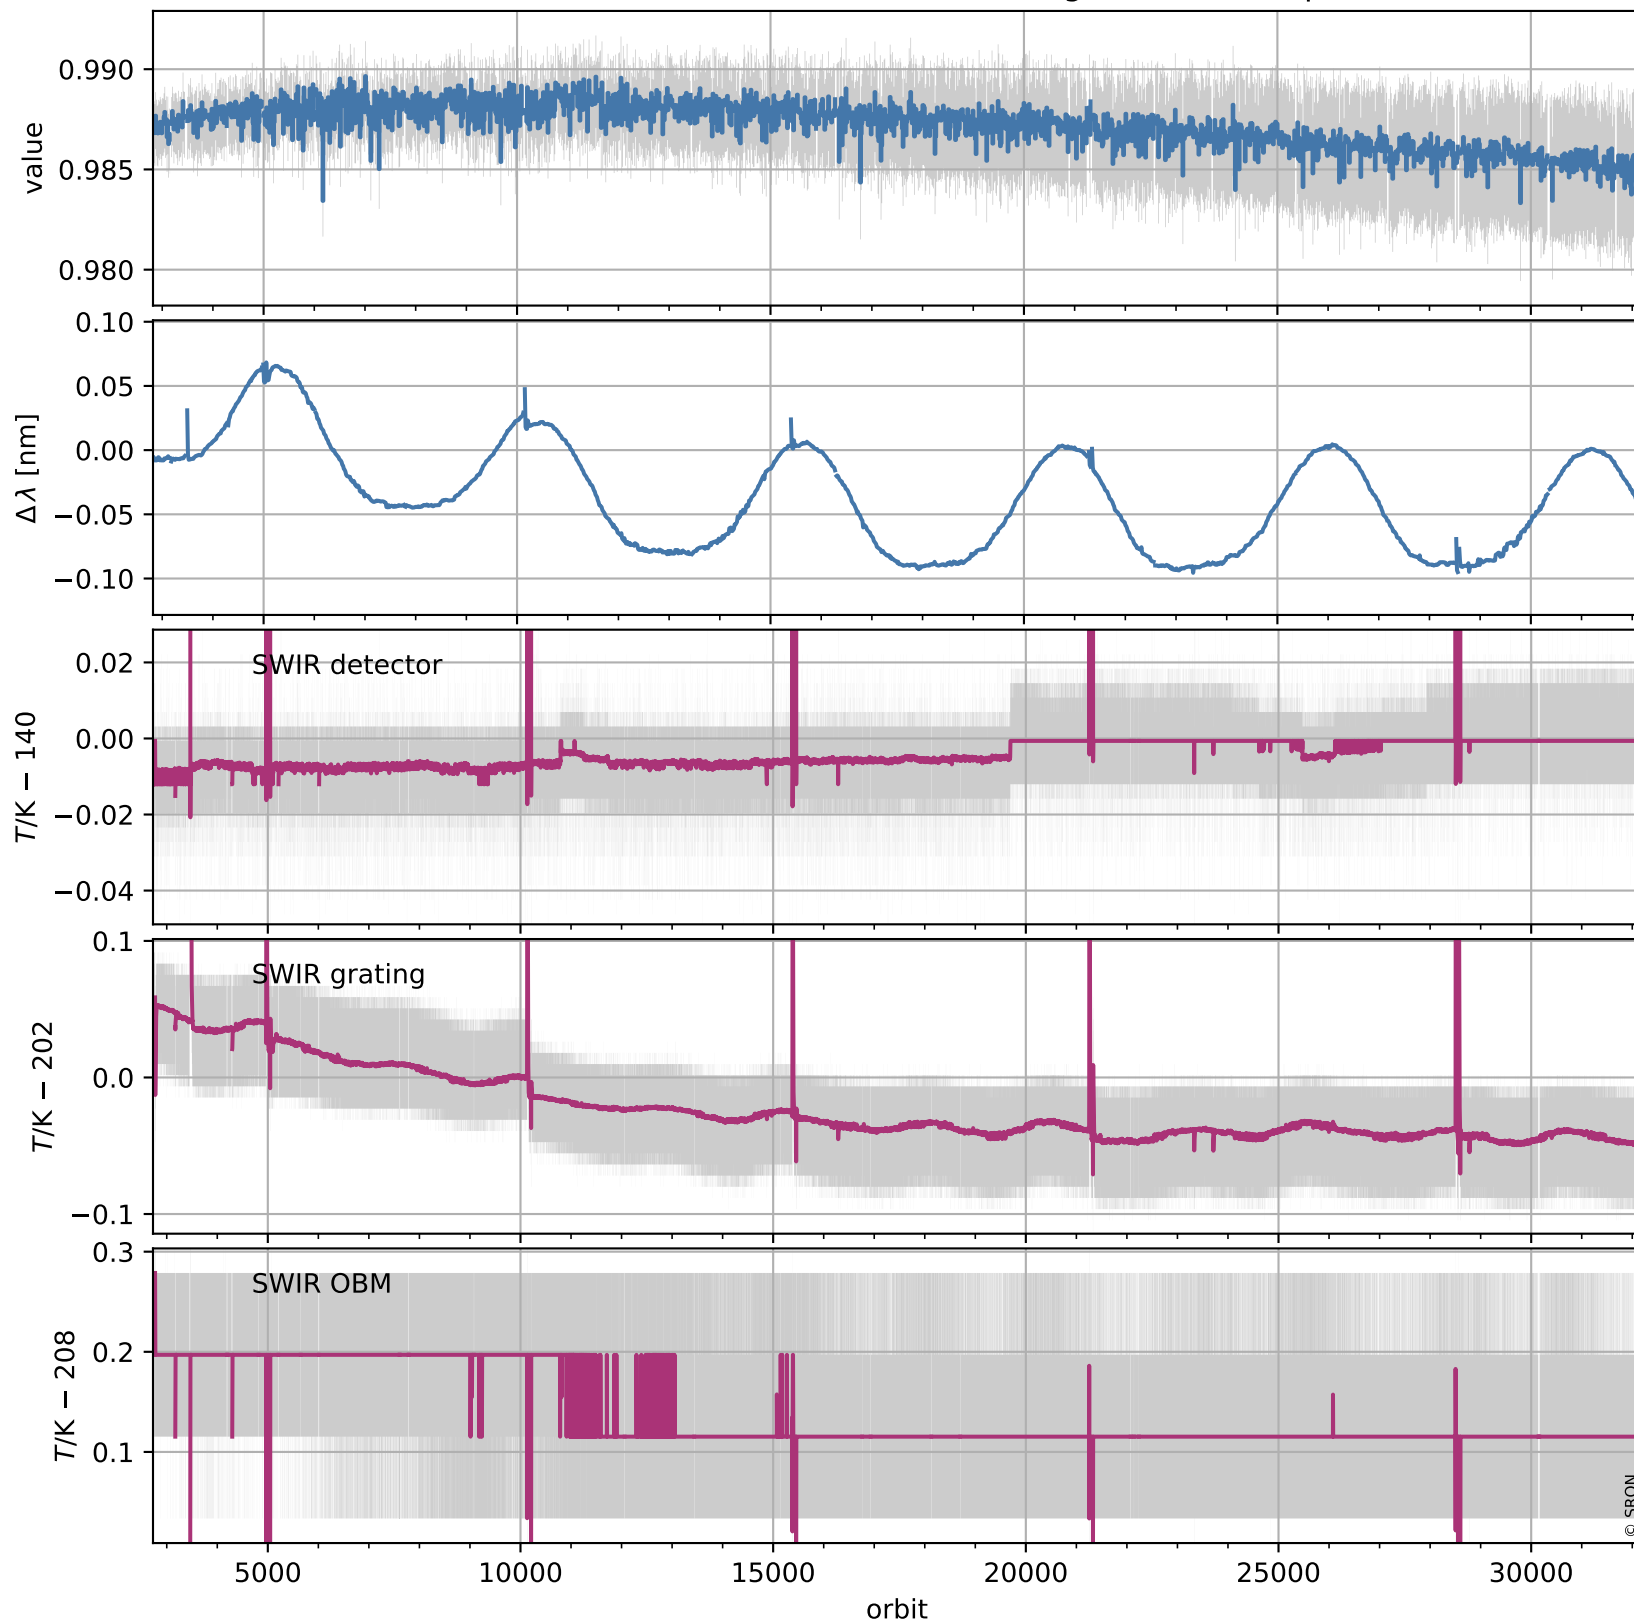 0.990
0.985
0.980
value
0.10
0.05
0.00
−0.05
−0.10
Δλ [nm]
SWIR detector
0.02
0.00
−0.02
−0.04
T/K − 140
SWIR grating
0.1
0.0
−0.1
T/K − 202
SWIR OBM
0.3
0.2
0.1
T/K − 208
5000 10000 15000 20000 25000 30000
orbit
© SRON